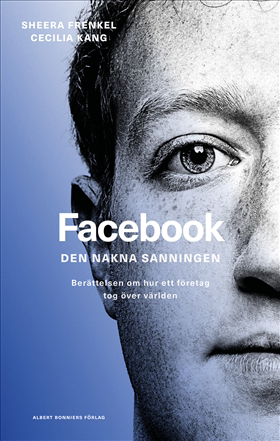 SHEERA FRENKEL
CECILIA KANG
Facebook
DEN NAKNA SANNINGEN
Berättelsen om hur ett företag
tog över världen
ALBERT BONNIERS FÖRLAG